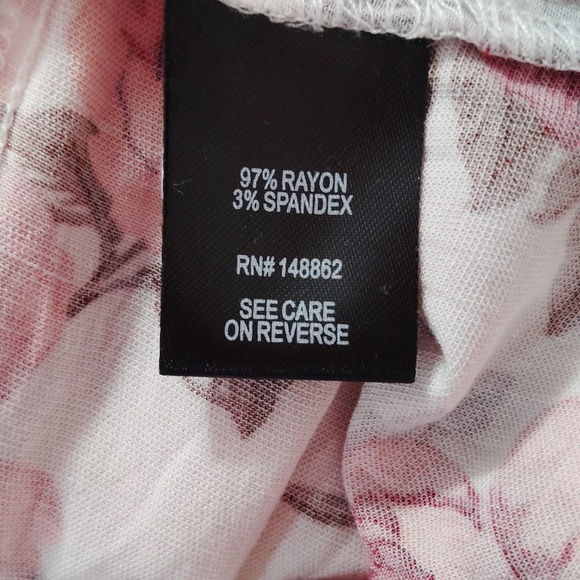 97% RAYON
3% SPANDEX
RN# 148862
SEE CARE
ON REVERSE